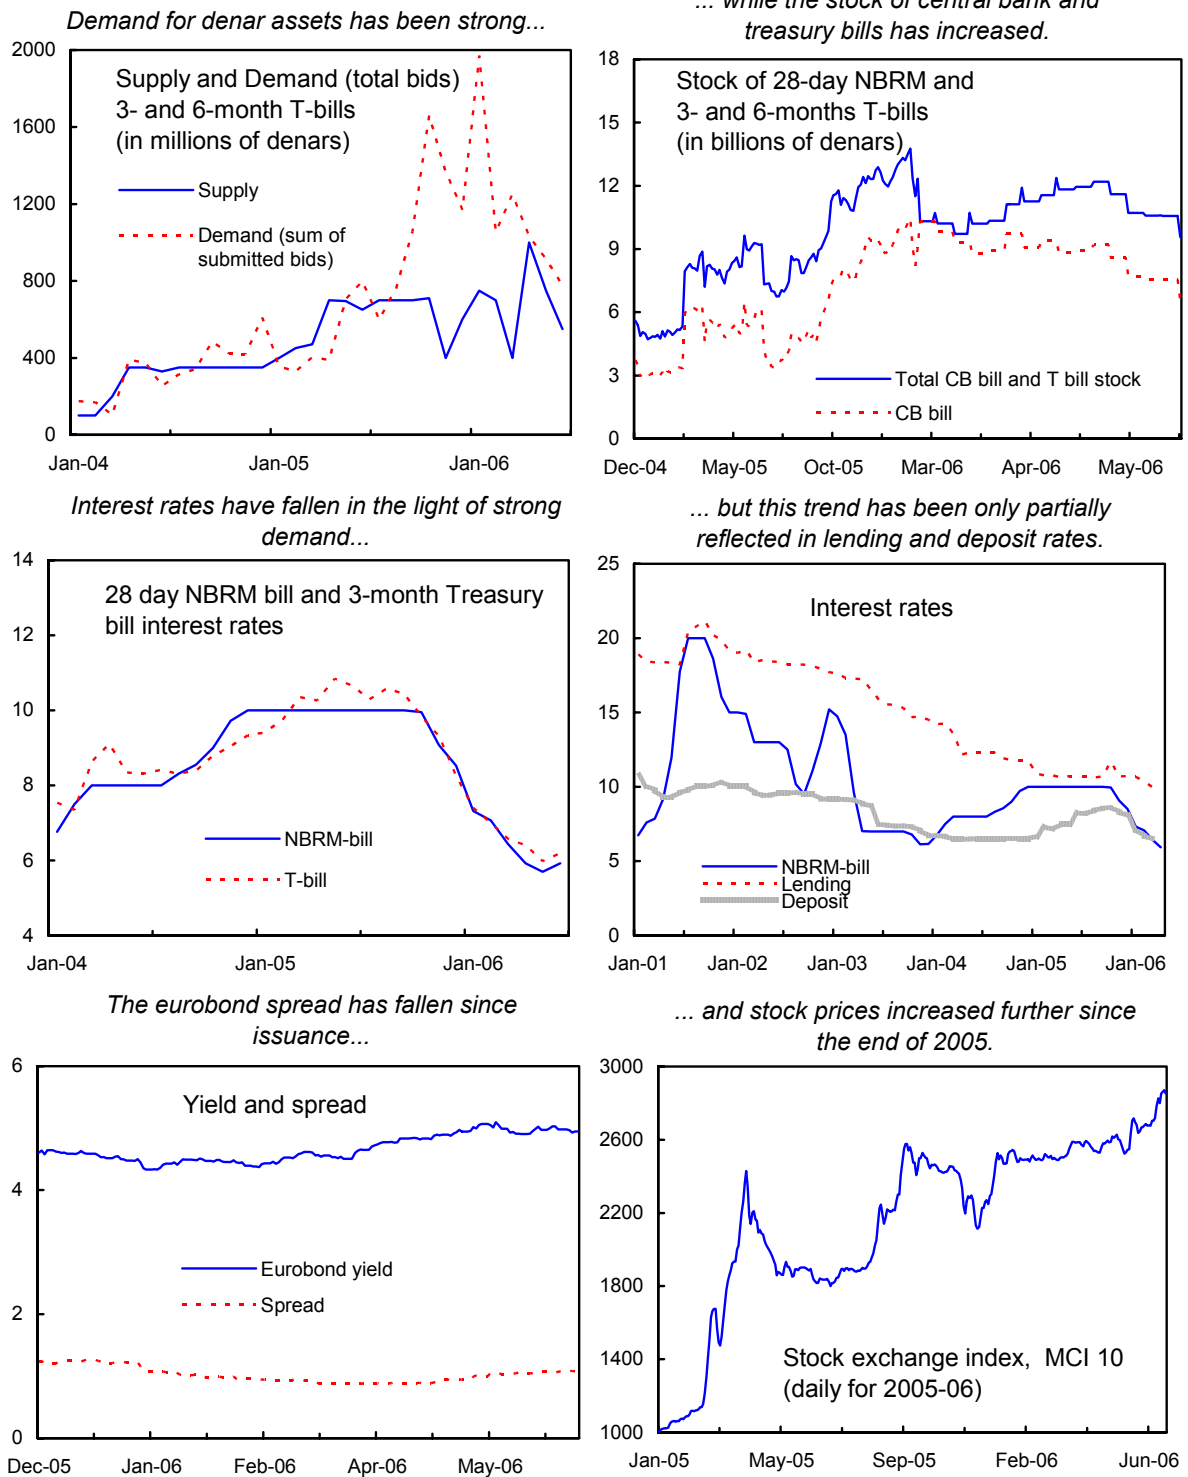 Demand for denar assets has been strong...
2000
1600
1200
800
400
0
Supply and Demand (total bids)
3- and 6-month T-bills
(in millions of denars)
Supply
Demand (sum of
submitted bids)
Jan-04 Jan-05 Jan-06
... while the stock of central bank and
treasury bills has increased.
18
15
12
9
6
3
0
Stock of 28-day NBRM and
3- and 6-months T-bills
(in billions of denars)
Total CB bill and T bill stock
CB bill
Dec-04 May-05 Oct-05 Mar-06 Apr-06 May-06
Interest rates have fallen in the light of strong
demand...
14
12
10
8
6
4
28 day NBRM bill and 3-month Treasury
bill interest rates
NBRM-bill
T-bill
Jan-04 Jan-05 Jan-06
... but this trend has been only partially
reflected in lending and deposit rates.
25
20
15
10
5
0
Interest rates
NBRM-bill
Lending
Deposit
Jan-01 Jan-02 Jan-03 Jan-04 Jan-05 Jan-06
The eurobond spread has fallen since
issuance...
6
4
2
0
Yield and spread
Eurobond yield
Spread
Dec-05 Jan-06 Feb-06 Apr-06 May-06
... and stock prices increased further since
the end of 2005.
3000
2600
2200
1800
1400
1000
Stock exchange index, MCI 10
(daily for 2005-06)
Jan-05 May-05 Sep-05 Feb-06 Jun-06